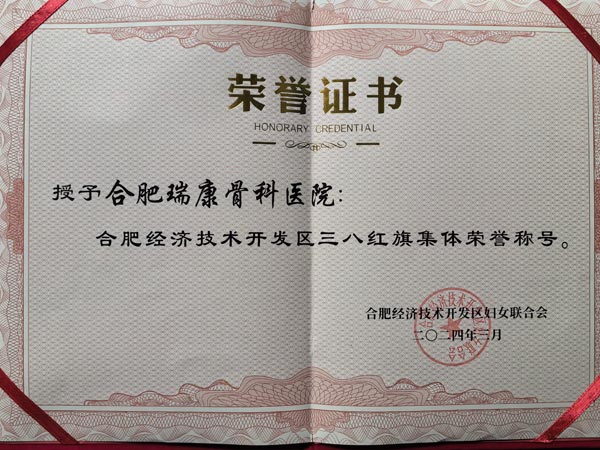 荣誉证书
HONORARY CREDENTIAL
授予合肥瑞康骨科医院:
合肥经济技术开发区三八红旗集体荣誉称号。
合肥经济技术开发区妇女联合会
二〇二四年三月